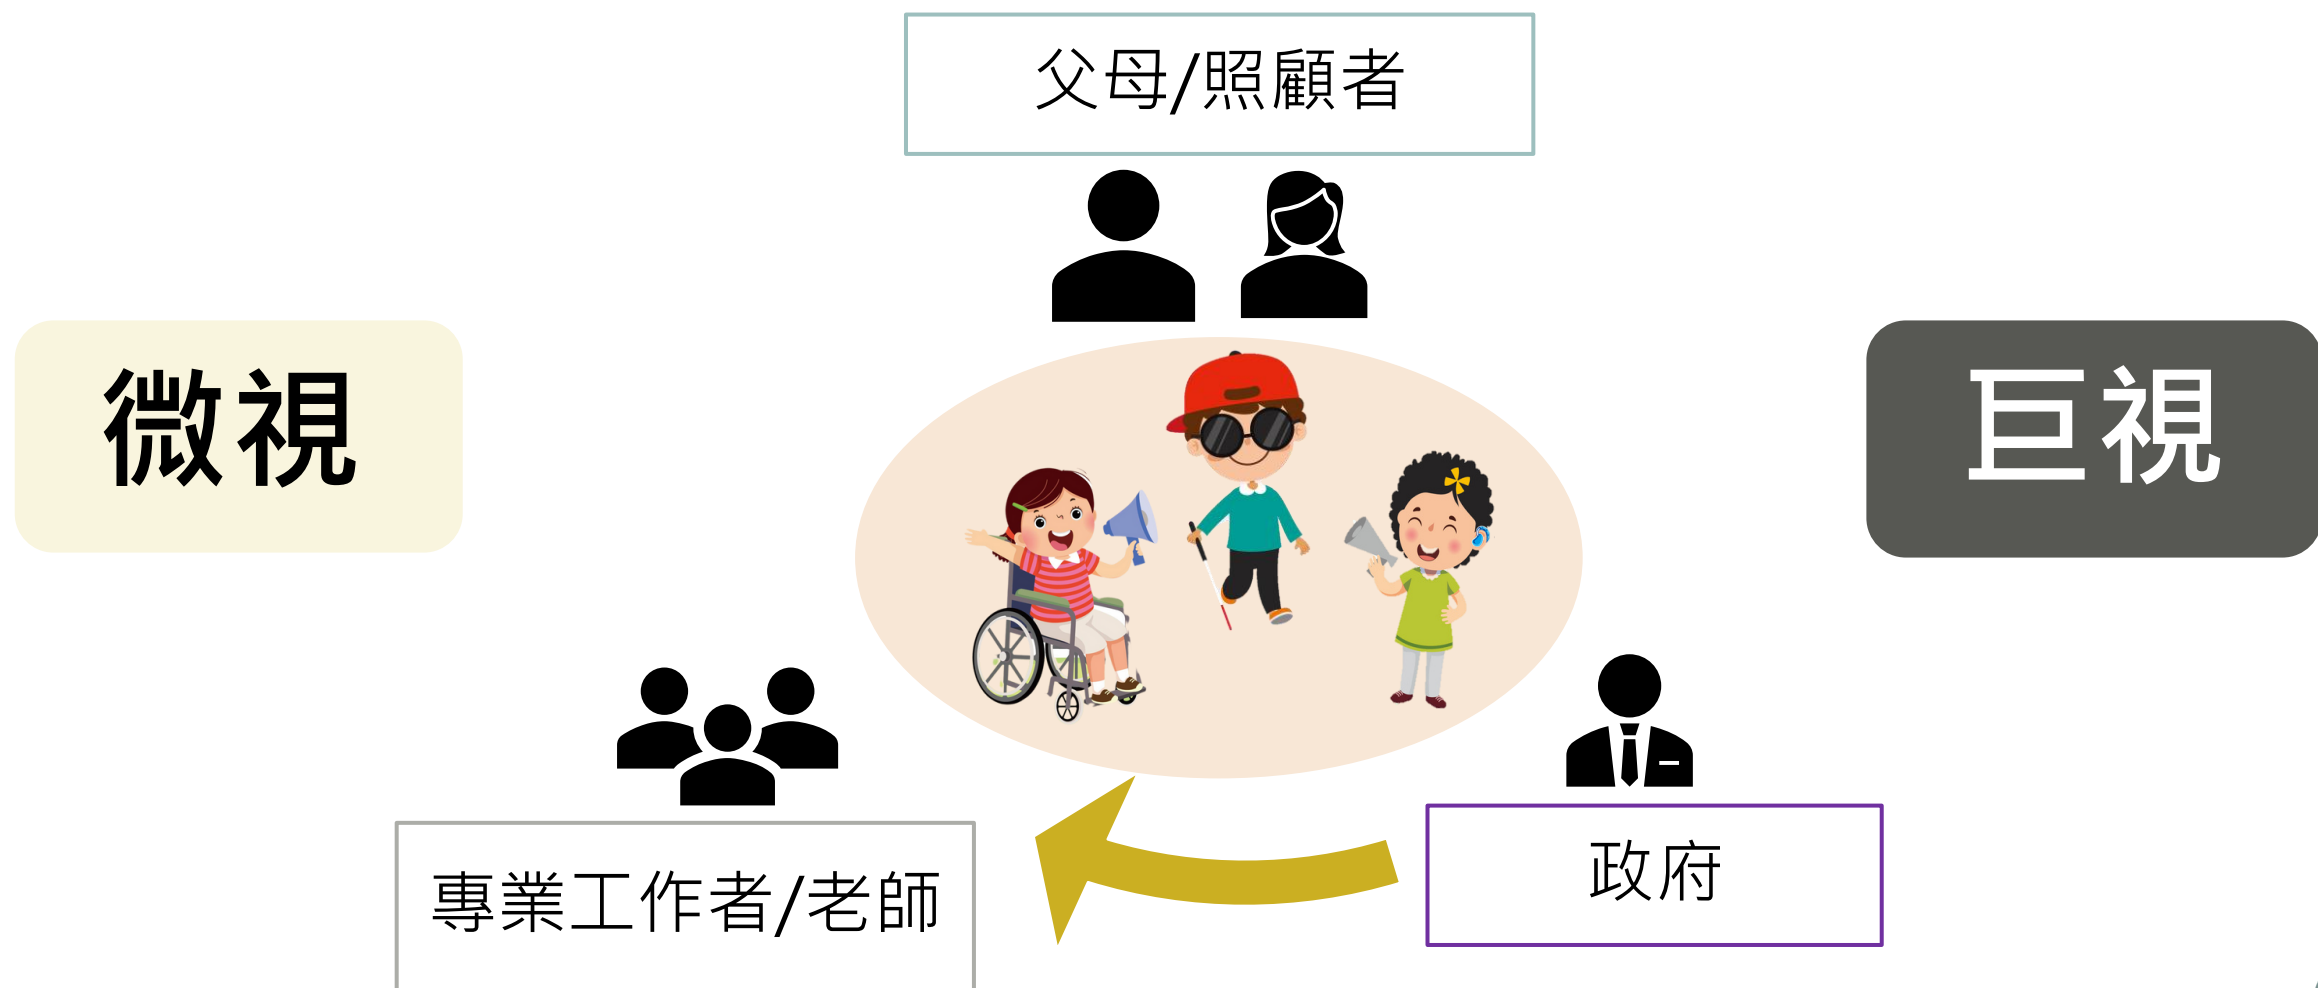 父母/照顧者
微視
巨視
專業工作者/老師
政府